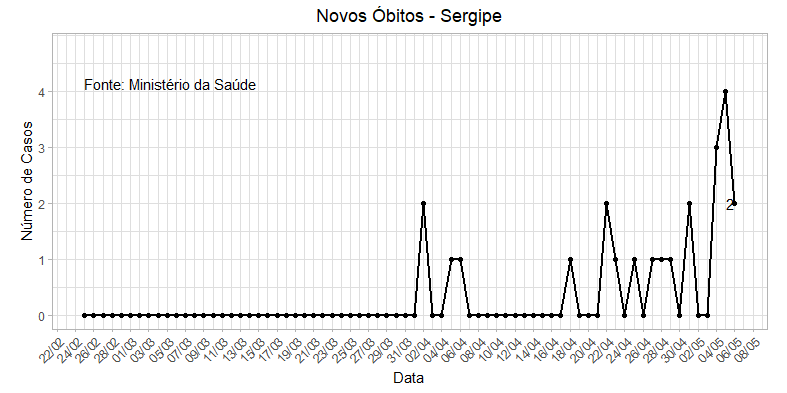 Novos Óbitos - Sergipe
Fonte: Ministério da Saúde
Número de Casos
4
3
2
1
0
2
22/02 24/02 26/02 28/02 01/03 03/03 05/03 07/03 09/03 11/03 13/03 15/03 17/03 19/03 21/03 23/03 25/03 27/03 29/03 31/03 02/04 04/04 06/04 08/04 10/04 12/04 14/04 16/04 18/04 20/04 22/04 24/04 26/04 28/04 30/04 02/05 04/05 06/05 08/05
Data